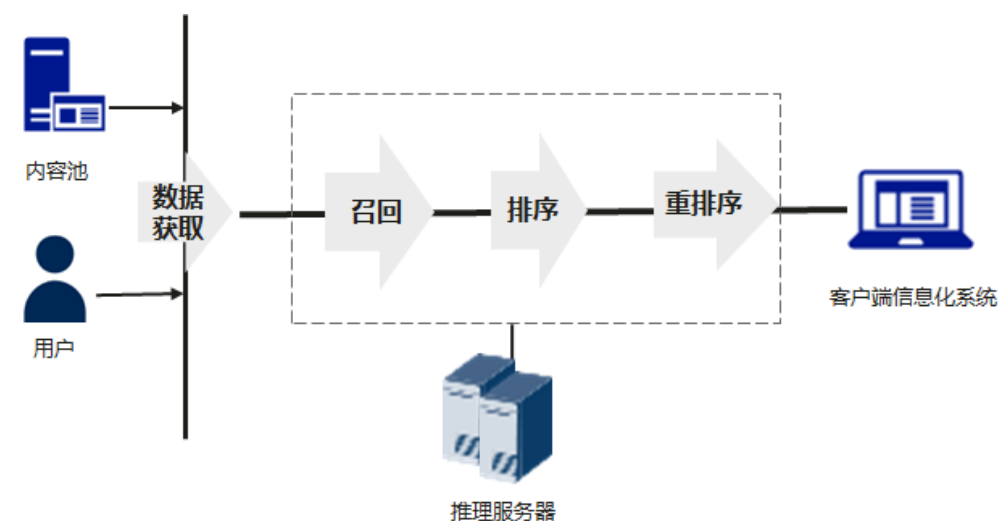 内容池
数据
获取
召回
排序
重排序
用户
客户端信息化系统
推理服务器